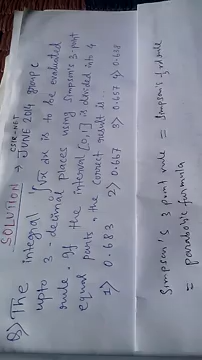 SOLUTION → CSIR-NET JUNE 2014 group C
Q) The integral ∫√x dx is to be evaluated
upto 3-decimal places using Simpson's 3-point
rule. If the interval [0,1] is divided into 4
equal parts, the correct result is..
1) 0.683 2) 0.667 3) 0.657 4) 0.638
Simpson's 3 point rule = Simpson's 1/3 rd rule
= parabolic formula